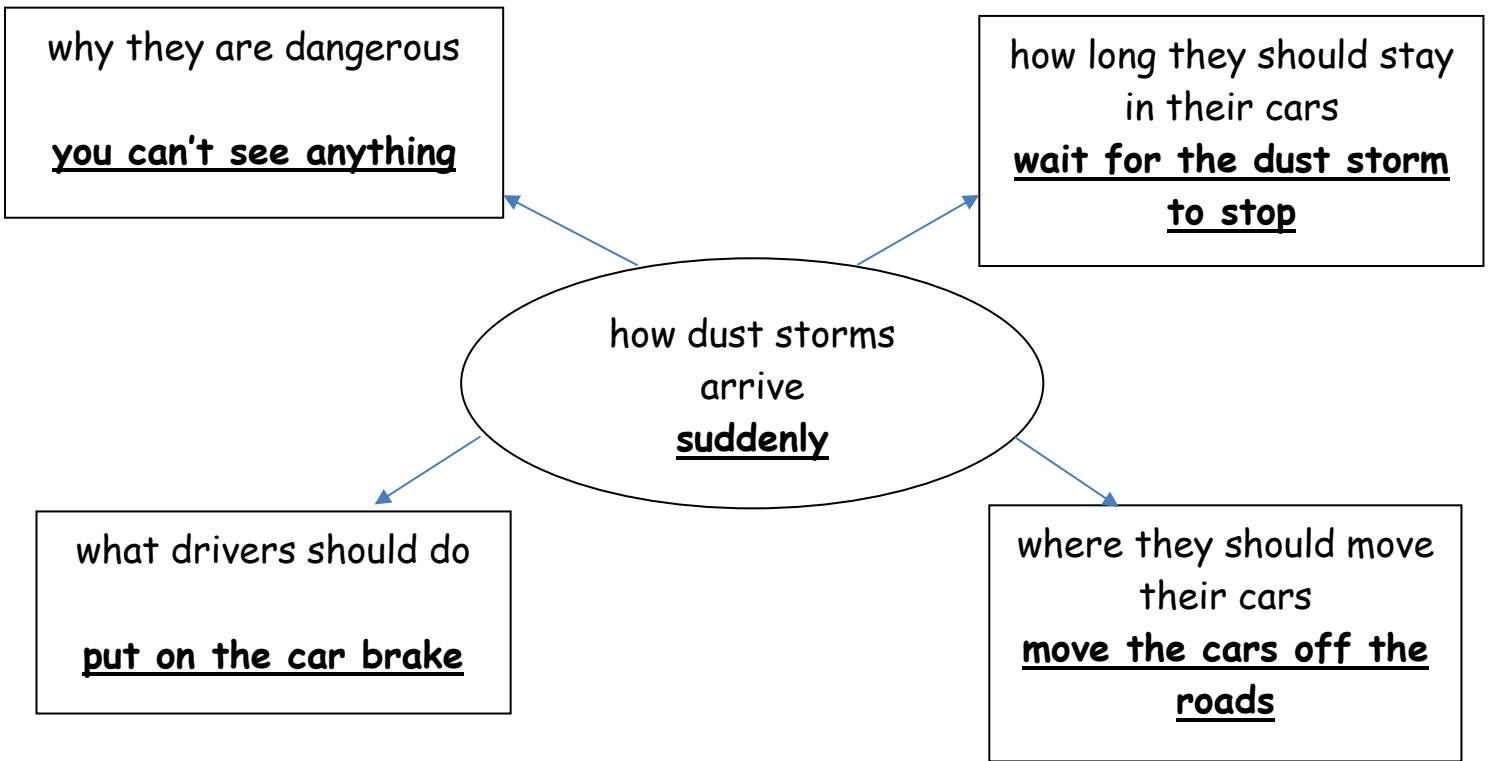 why they are dangerous
you can't see anything
how long they should stay
in their cars
wait for the dust storm
to stop
how dust storms
arrive
suddenly
what drivers should do
put on the car brake
where they should move
their cars
move the cars off the
roads